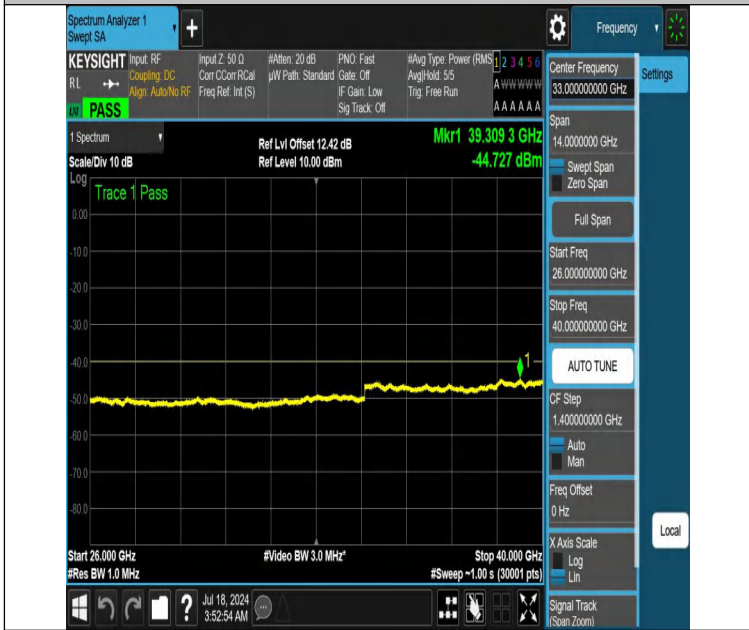 Spectrum Analyzer 1
Swept SA
+
Frequency
KEYSIGHT
RL
LXI
PASS
Input: RF
Coupling: DC
Align: Auto/No RF
Input Z: 50 Ω
Corr CCorr RCal
Freq Ref: Int (S)
#Atten: 20 dB
µW Path: Standard
PNO: Fast
Gate: Off
IF Gain: Low
Sig Track: Off
#Avg Type: Power (RMS
Avg|Hold: 5/5
Trig: Free Run
1 2 3 4 5 6
A W W W W W
A A A A A A
1 Spectrum
Scale/Div 10 dB
Ref Lvl Offset 12.42 dB
Ref Level 10.00 dBm
Mkr1 39.309 3 GHz
-44.727 dBm
Log
Trace 1 Pass
0.00
-10.0
-20.0
-30.0
-40.0
-50.0
-60.0
-70.0
-80.0
1
Start 26.000 GHz
#Res BW 1.0 MHz
#Video BW 3.0 MHz*
Stop 40.000 GHz
#Sweep ~1.00 s (30001 pts)
Jul 18, 2024
3:52:54 AM
?
Center Frequency
33.000000000 GHz
Settings
Span
14.0000000 GHz
Swept Span
Zero Span
Full Span
Start Freq
26.000000000 GHz
Stop Freq
40.000000000 GHz
AUTO TUNE
CF Step
1.400000000 GHz
Auto
Man
Freq Offset
0 Hz
X Axis Scale
Log
Lin
Local
Signal Track
(Span Zoom)